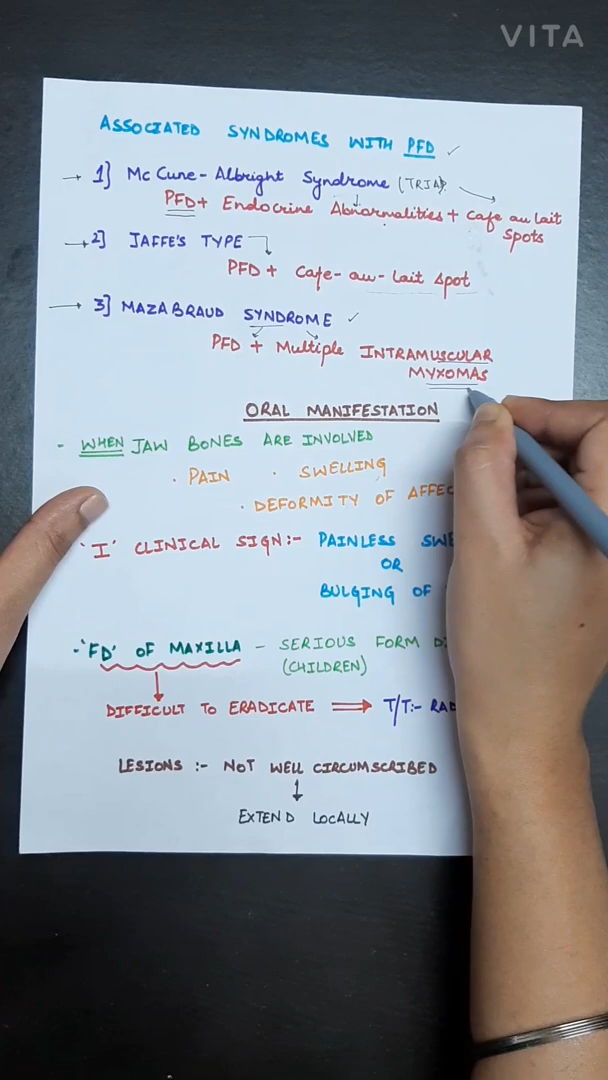 VITA
ASSOCIATED SYNDROMES WITH PFD
→ 1] Mc Cune-Albright Syndrome (TRIAD)
PFD + Endocrine Abnormalities + Cafe au lait
Spots
→ 2] JAFFE'S TYPE
PFD + Cafe-au-Lait Spot
→ 3] MAZABRAUD SYNDROME
PFD + Multiple INTRAMUSCULAR
MYXOMAS
ORAL MANIFESTATION
- WHEN JAW BONES ARE INVOLVED
· PAIN · SWELLING
· DEFORMITY OF
'I' CLINICAL SIGN:- PAINLESS
OR
BULGING OF
-'FD' OF MAXILLA - SERIOUS FORM
(CHILDREN)
DIFFICULT TO ERADICATE ⟹ T/T:-
LESIONS :- NOT WELL CIRCUMSCRIBED
↓
EXTEND LOCALLY